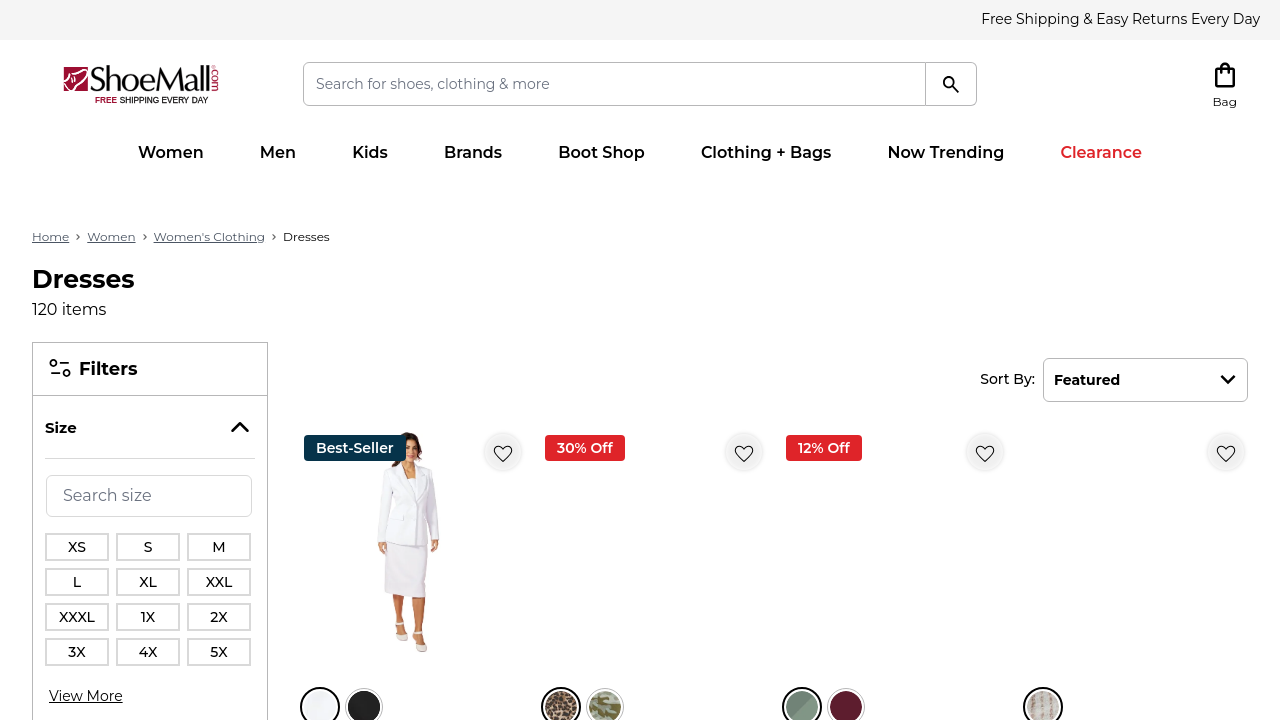 Free Shipping & Easy Returns Every Day
ShoeMall.com
FREE SHIPPING EVERY DAY
Search for shoes, clothing & more
Bag
Women
Men
Kids
Brands
Boot Shop
Clothing + Bags
Now Trending
Clearance
Home > Women > Women's Clothing > Dresses
Dresses
120 items
Filters
Sort By: Featured
Size
Best-Seller
30% Off
12% Off
Search size
XS S M
L XL XXL
XXXL 1X 2X
3X 4X 5X
View More